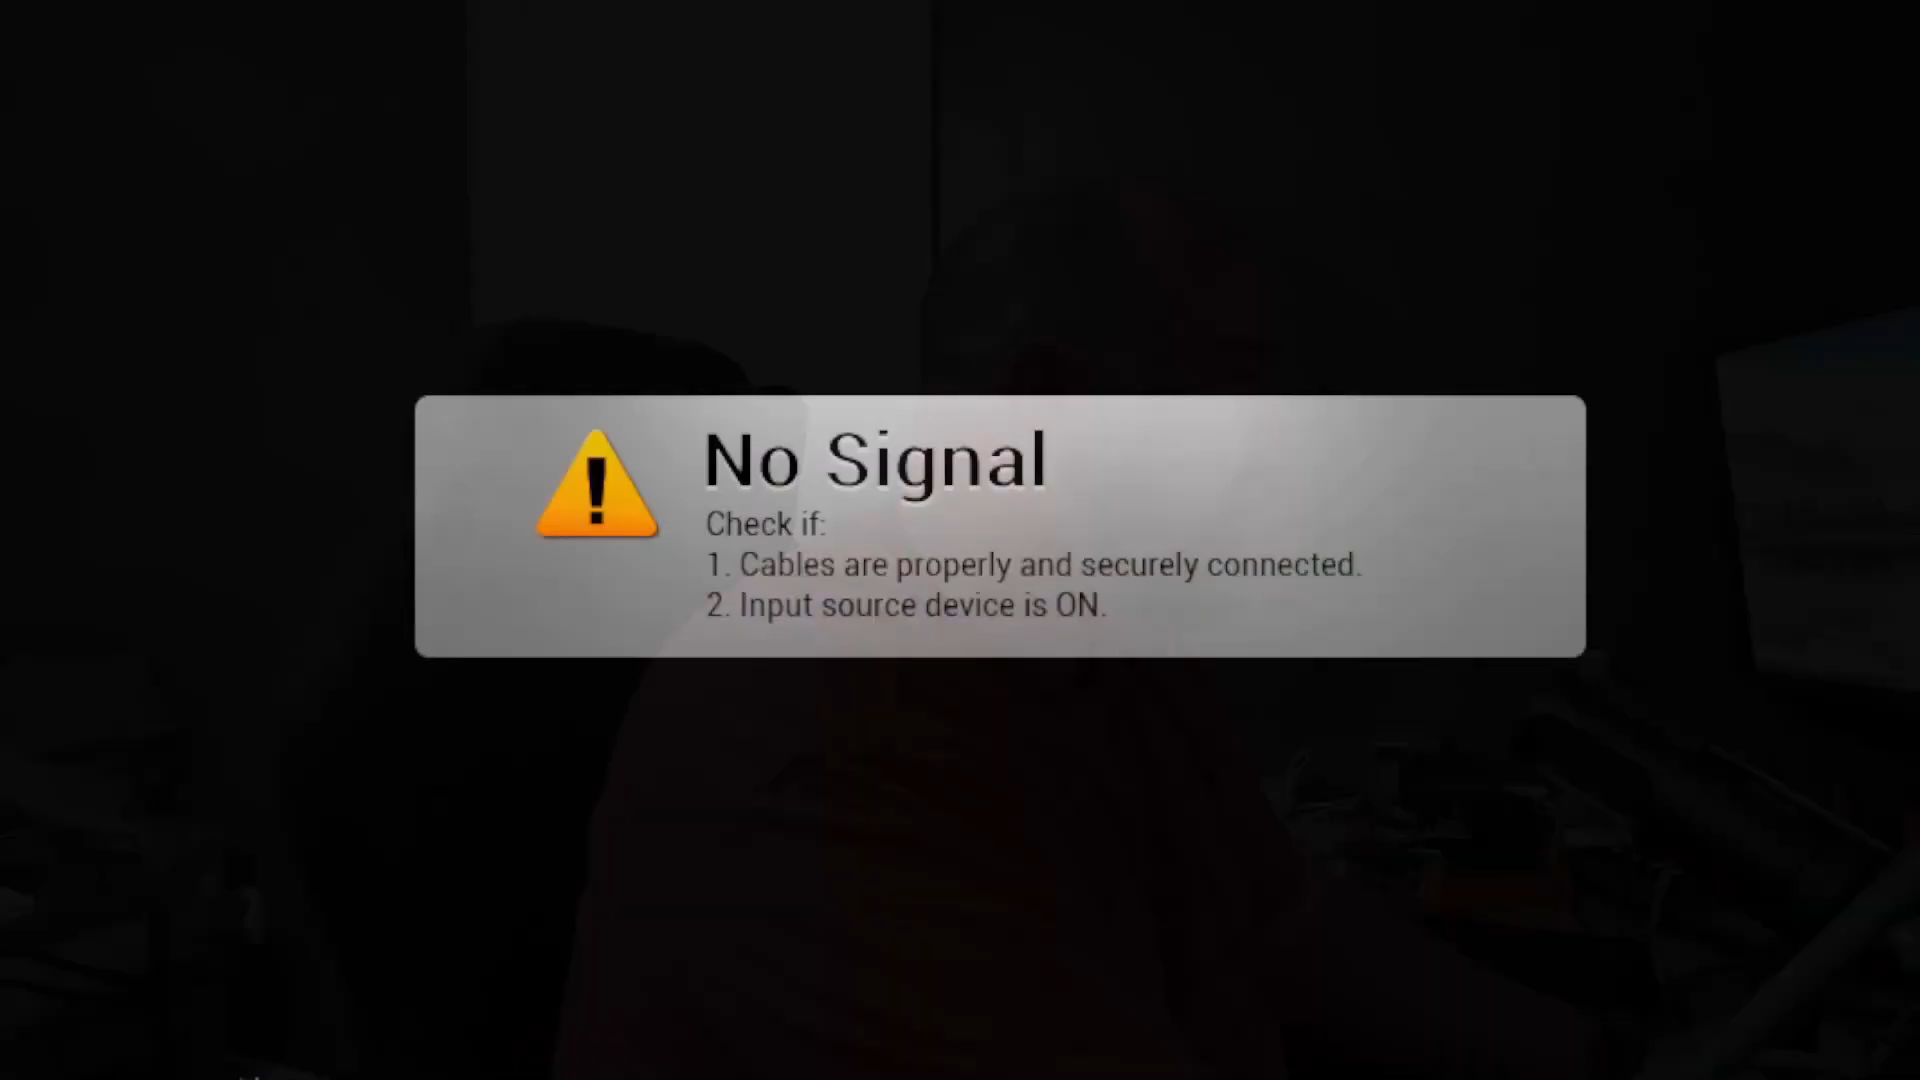 No Signal
Check if:
1. Cables are properly and securely connected.
2. Input source device is ON.